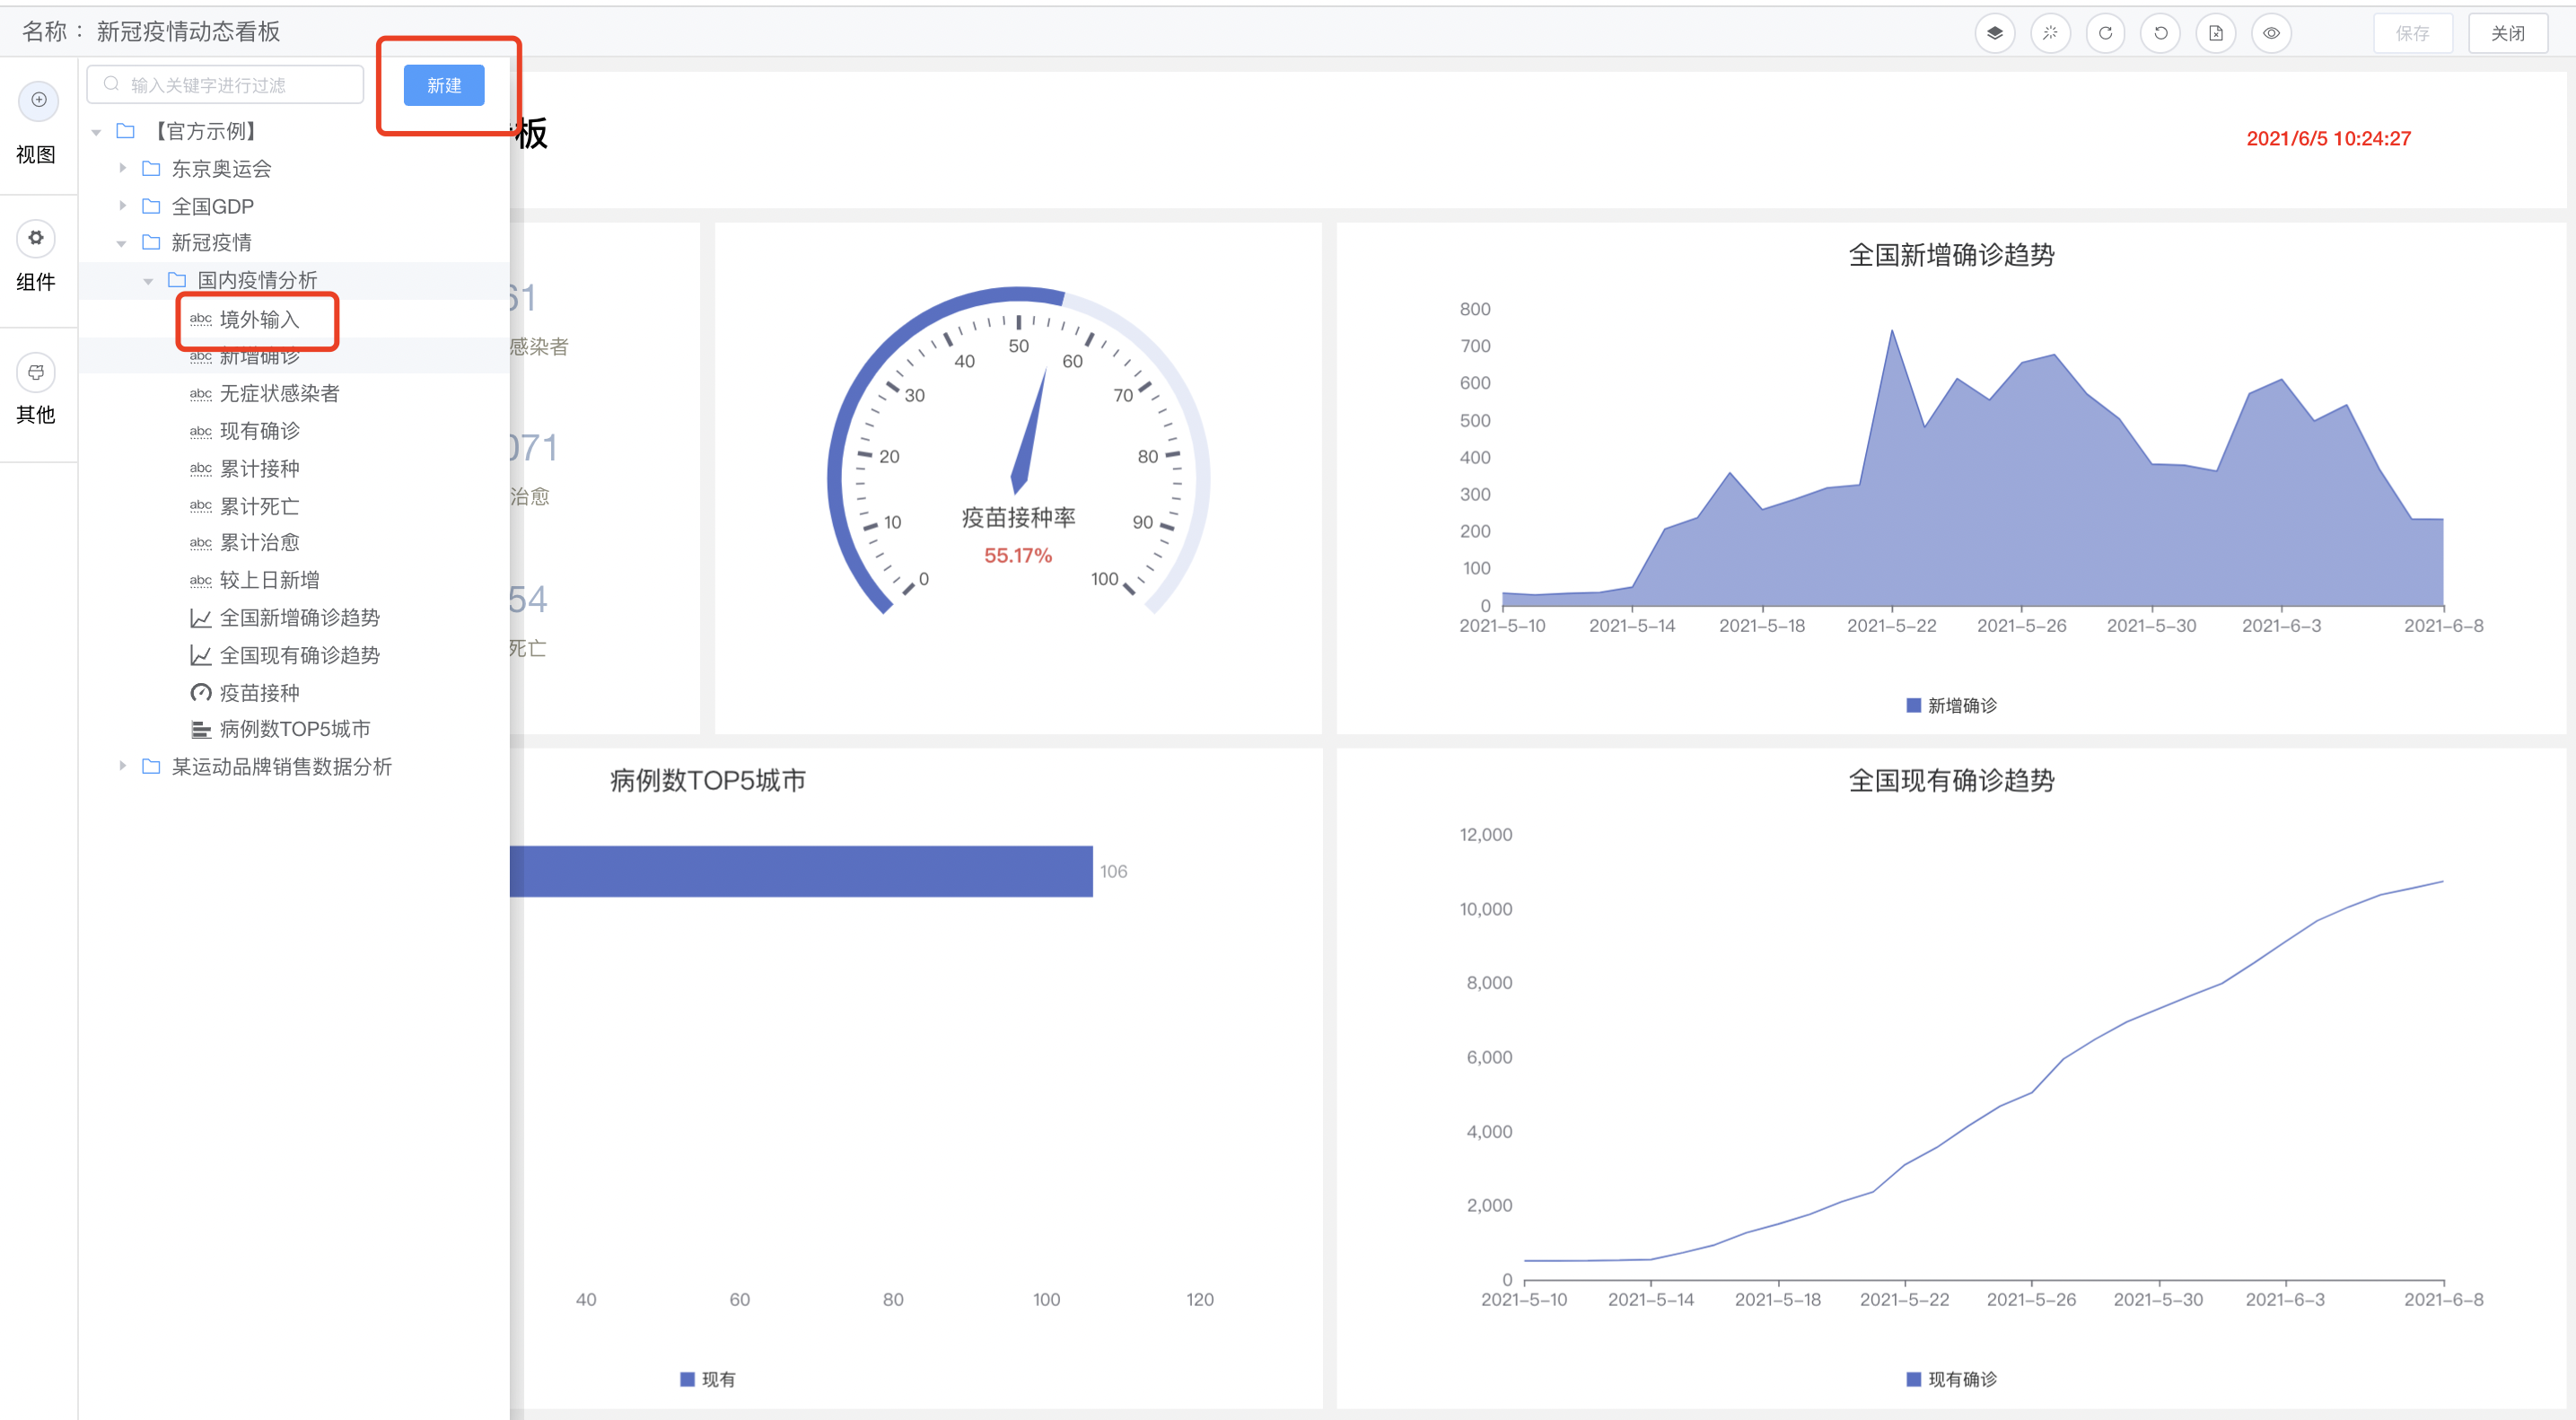 名称： 新冠疫情动态看板
保存
关闭
视图
组件
其他
输入关键字进行过滤
新建
【官方示例】
东京奥运会
全国GDP
新冠疫情
国内疫情分析
abc 境外输入
abc 新增确诊
abc 无症状感染者
abc 现有确诊
abc 累计接种
abc 累计死亡
abc 累计治愈
abc 较上日新增
全国新增确诊趋势
全国现有确诊趋势
疫苗接种
病例数TOP5城市
某运动品牌销售数据分析
板
2021/6/5 10:24:27
61
感染者
071
治愈
54
死亡
0
10
20
30
40
50
60
70
80
90
100
疫苗接种率
55.17%
全国新增确诊趋势
800
700
600
500
400
300
200
100
0
2021-5-10 2021-5-14 2021-5-18 2021-5-22 2021-5-26 2021-5-30 2021-6-3 2021-6-8
新增确诊
病例数TOP5城市
106
40 60 80 100 120
现有
全国现有确诊趋势
12,000
10,000
8,000
6,000
4,000
2,000
0
2021-5-10 2021-5-14 2021-5-18 2021-5-22 2021-5-26 2021-5-30 2021-6-3 2021-6-8
现有确诊